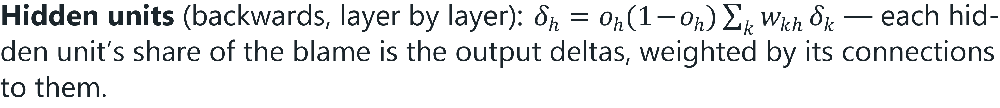 Hidden units (backwards, layer by layer): δ_h = o_h(1−o_h) ∑_k w_kh δ_k — each hid-
den unit’s share of the blame is the output deltas, weighted by its connections
to them.